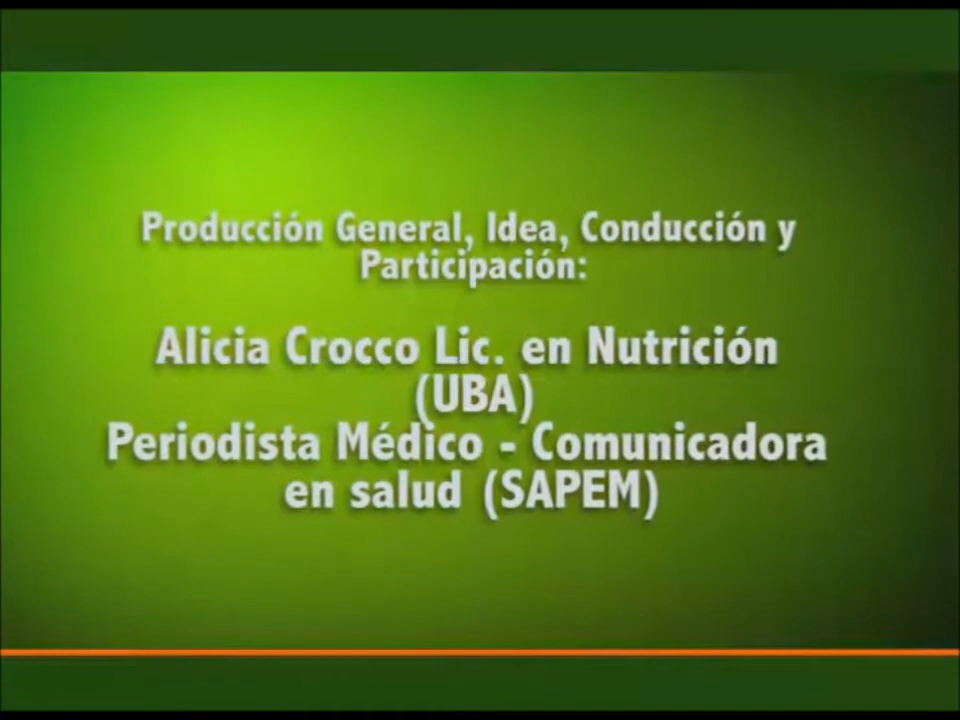 Producción General, Idea, Conducción y
Participación:
Alicia Crocco Lic. en Nutrición
(UBA)
Periodista Médico - Comunicadora
en salud (SAPEM)